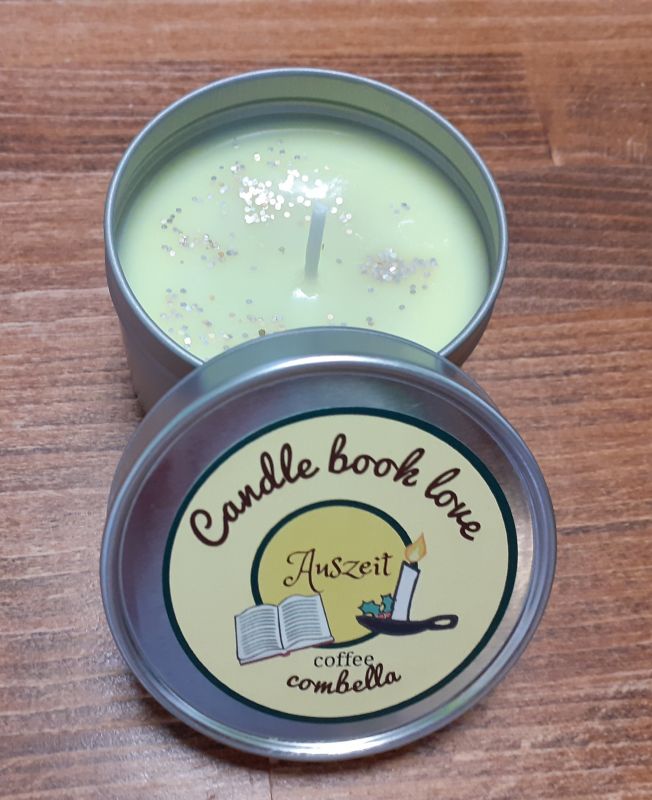 Candle book love
Auszeit
coffee
combella